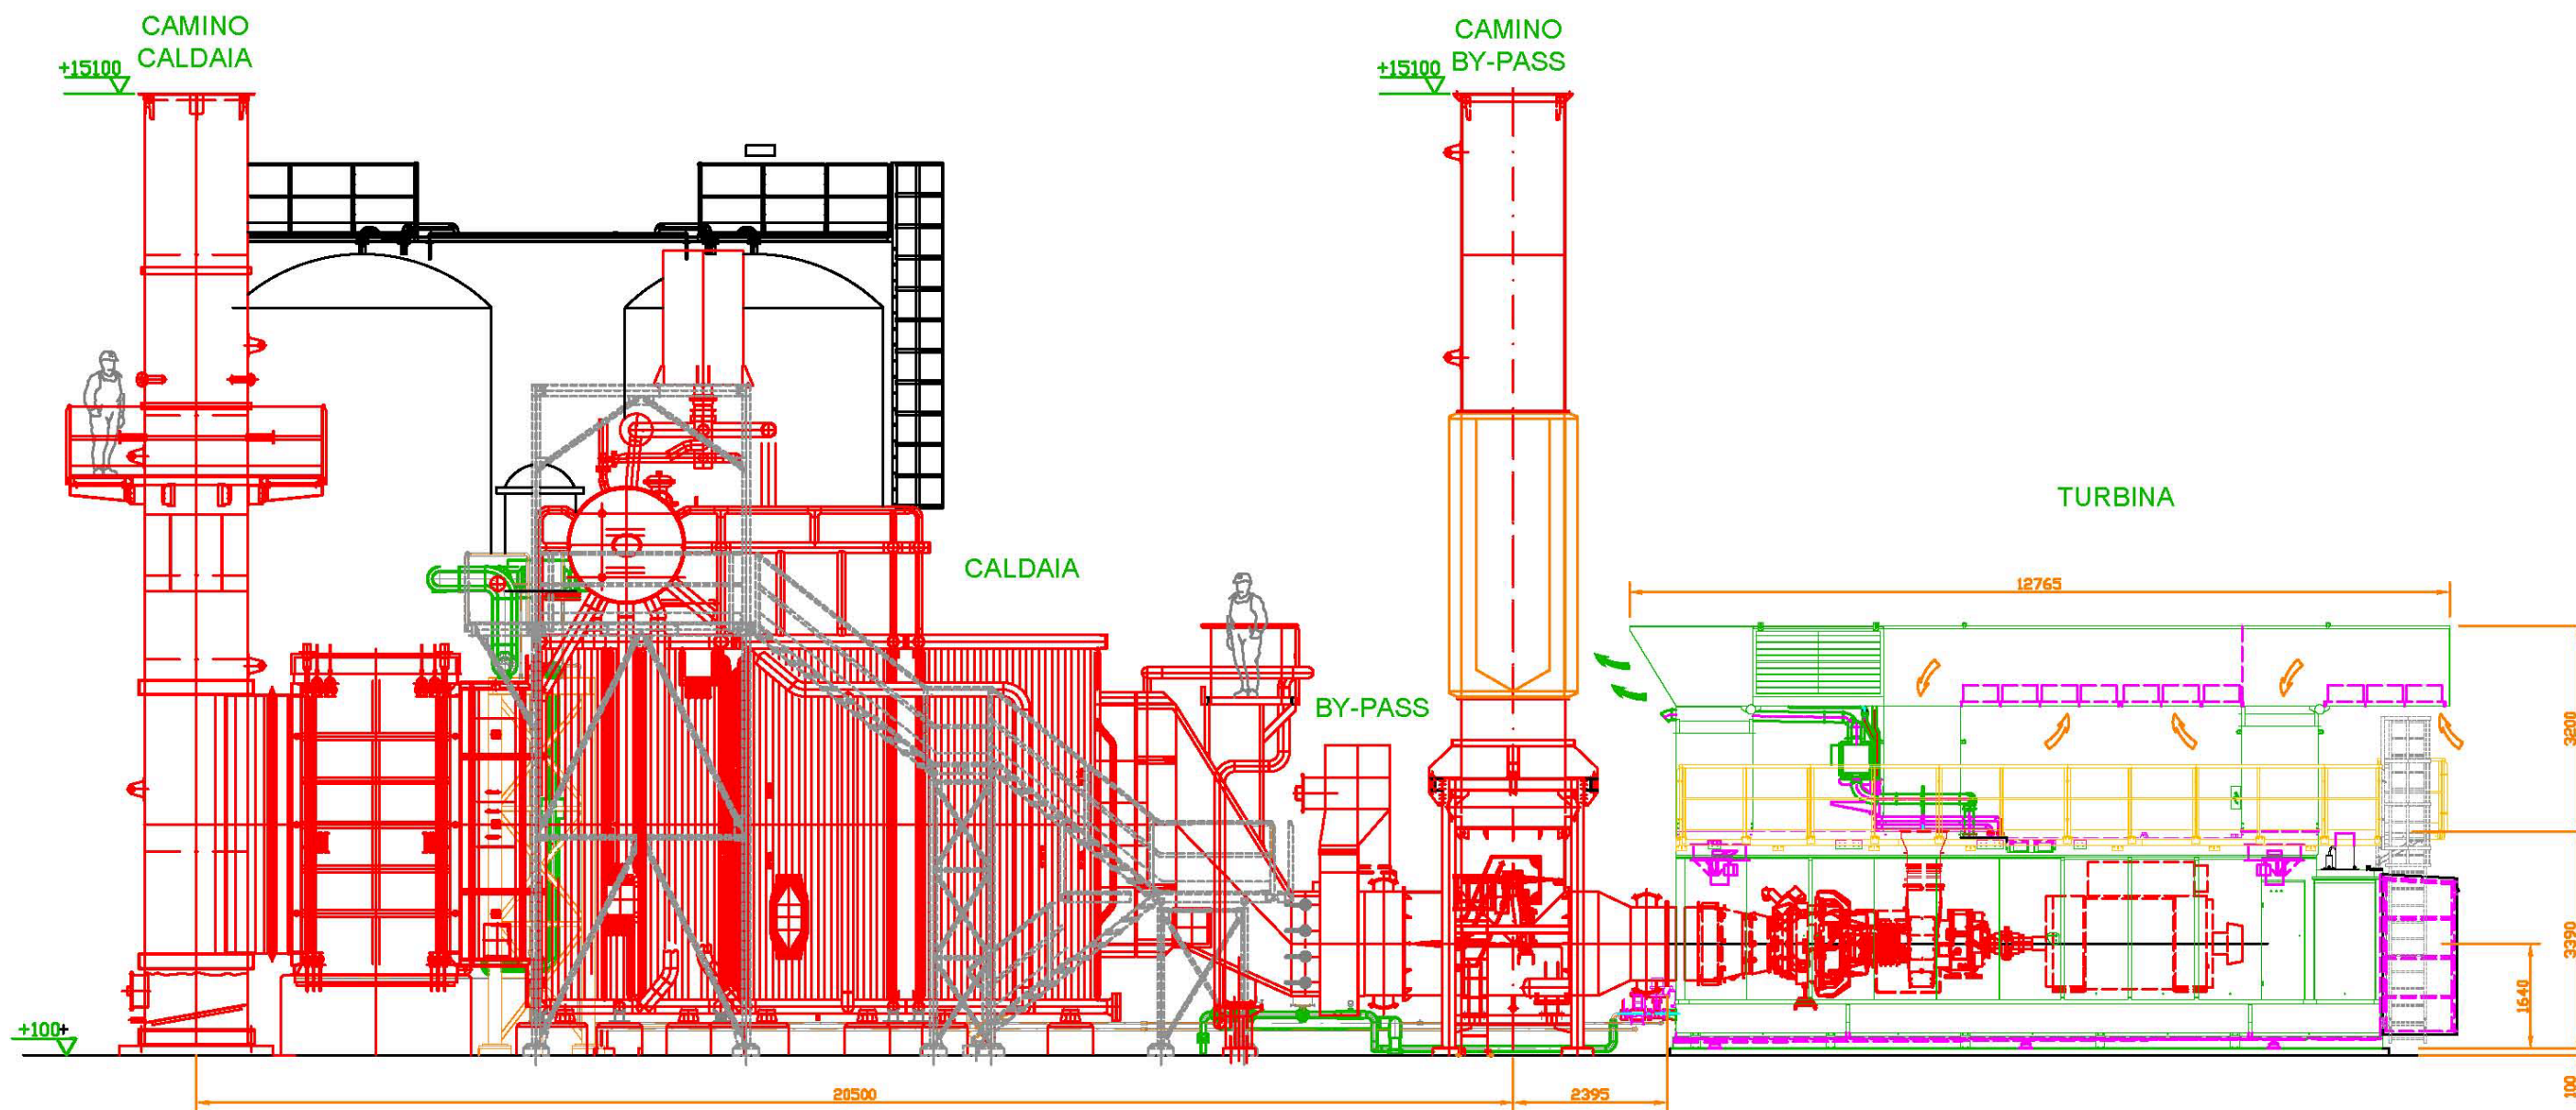 CAMINO
CALDAIA
+15100
CAMINO
BY-PASS
+15100
TURBINA
CALDAIA
12765
BY-PASS
3200
3390
1640
+100+
20500
2395
100